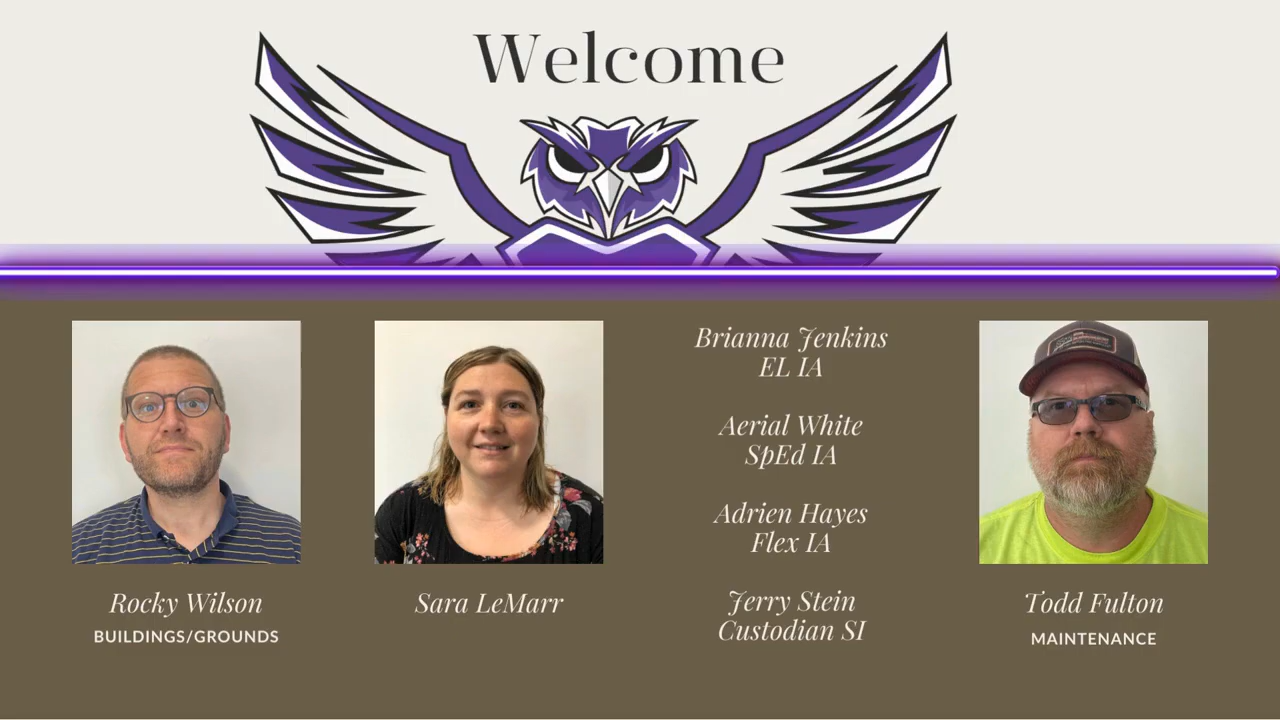 Welcome
Rocky Wilson
BUILDINGS/GROUNDS
Sara LeMarr
Brianna Jenkins
EL IA
Aerial White
SpEd IA
Adrien Hayes
Flex IA
Jerry Stein
Custodian SI
Todd Fulton
MAINTENANCE